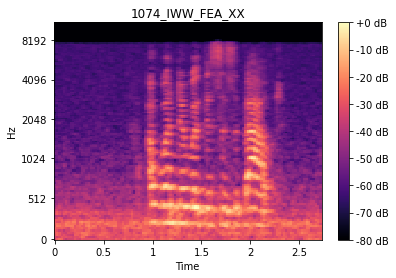 1074_IWW_FEA_XX
+0 dB
8192
-10 dB
4096
-20 dB
-30 dB
2048
Hz
-40 dB
1024
-50 dB
512
-60 dB
-70 dB
0
-80 dB
0 0.5 1 1.5 2 2.5
Time